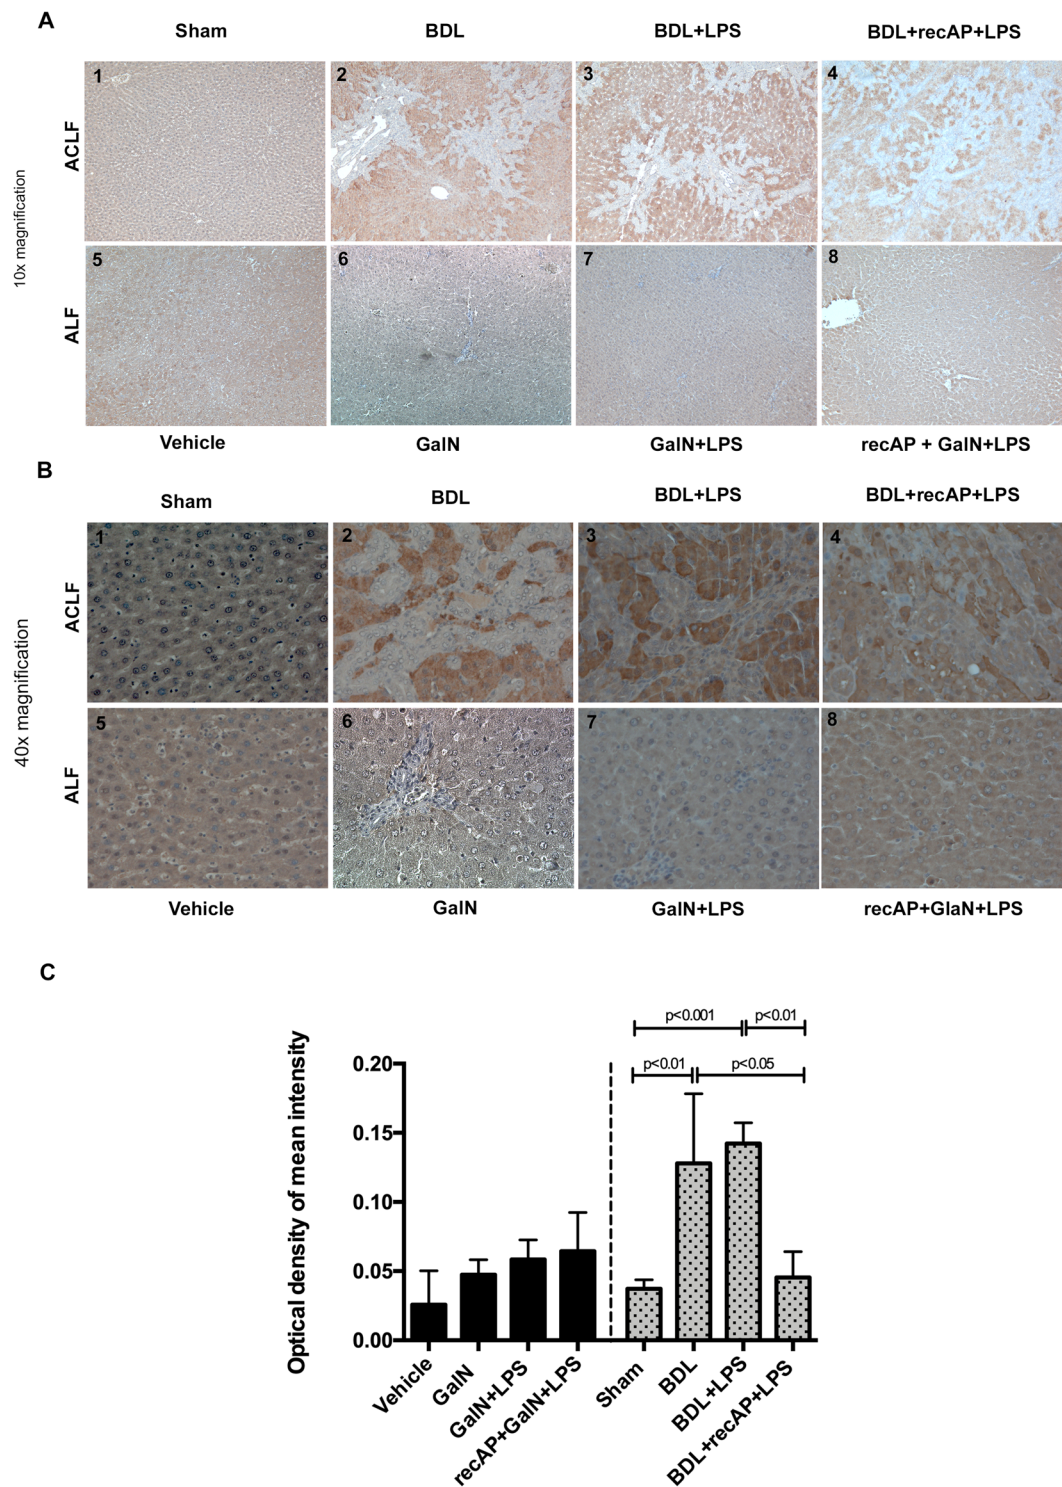 A
Sham BDL BDL+LPS BDL+recAP+LPS
10x magnification
ACLF
1 2 3 4
ALF
5 6 7 8
Vehicle GalN GalN+LPS recAP + GalN+LPS
B
Sham BDL BDL+LPS BDL+recAP+LPS
40x magnification
ACLF
1 2 3 4
ALF
5 6 7 8
Vehicle GalN GalN+LPS recAP+GlaN+LPS
C
p<0.001 p<0.01
p<0.01 p<0.05
Optical density of mean intensity
0.20
0.15
0.10
0.05
0.00
Vehicle
GalN
GalN+LPS
recAP+GalN+LPS
Sham
BDL
BDL+LPS
BDL+recAP+LPS